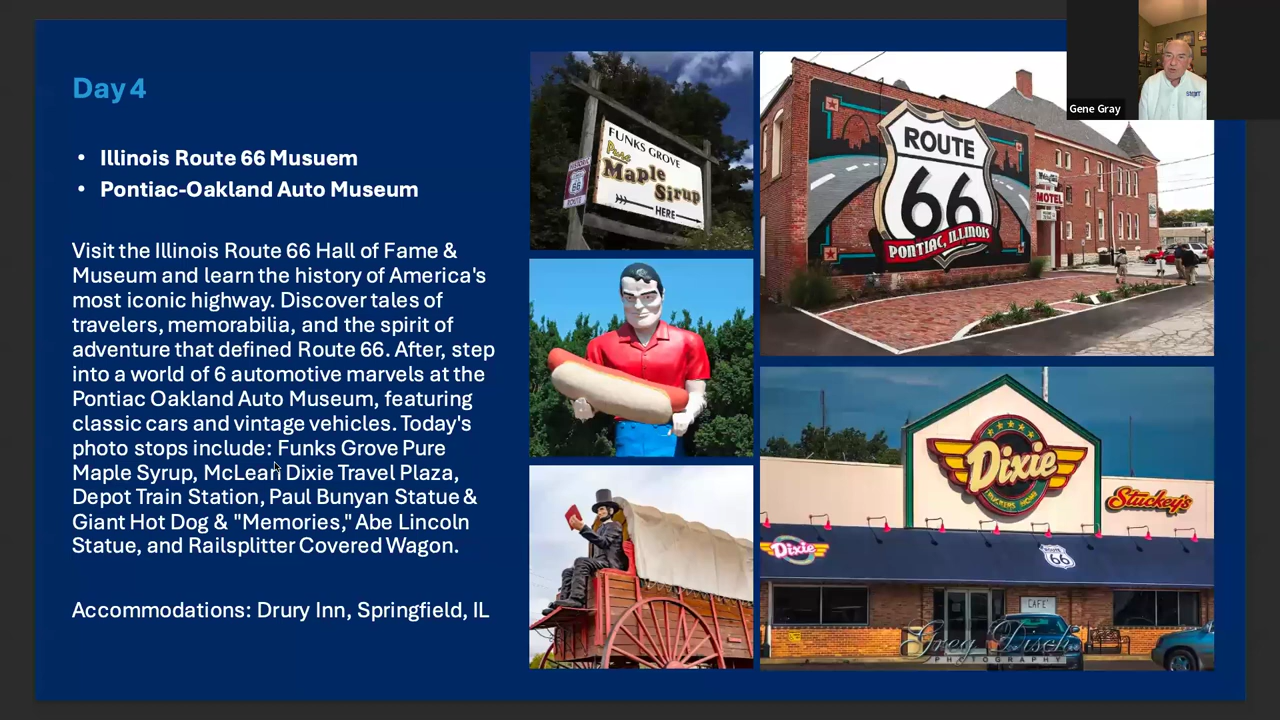 Day 4
• Illinois Route 66 Musuem
• Pontiac-Oakland Auto Museum
Visit the Illinois Route 66 Hall of Fame &
Museum and learn the history of America's
most iconic highway. Discover tales of
travelers, memorabilia, and the spirit of
adventure that defined Route 66. After, step
into a world of 6 automotive marvels at the
Pontiac Oakland Auto Museum, featuring
classic cars and vintage vehicles. Today's
photo stops include: Funks Grove Pure
Maple Syrup, McLean Dixie Travel Plaza,
Depot Train Station, Paul Bunyan Statue &
Giant Hot Dog & "Memories," Abe Lincoln
Statue, and Railsplitter Covered Wagon.
Accommodations: Drury Inn, Springfield, IL
FUNKS GROVE
Pure
Maple
Sirup
HERE
66
ROUTE
66
PONTIAC, ILLINOIS
MOTEL
Gene Gray
Dixie
TRUCKERS HOME
Stuckey's
Dixie
ROUTE
66
CAFE
Greg Disch
PHOTOGRAPHY